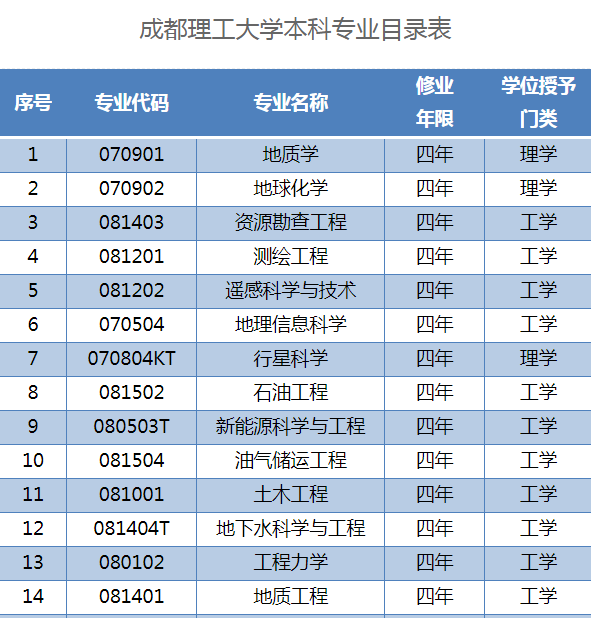 成都理工大学本科专业目录表
序号 专业代码 专业名称 修业年限 学位授予门类
1 070901 地质学 四年 理学
2 070902 地球化学 四年 理学
3 081403 资源勘查工程 四年 工学
4 081201 测绘工程 四年 工学
5 081202 遥感科学与技术 四年 工学
6 070504 地理信息科学 四年 工学
7 070804KT 行星科学 四年 理学
8 081502 石油工程 四年 工学
9 080503T 新能源科学与工程 四年 工学
10 081504 油气储运工程 四年 工学
11 081001 土木工程 四年 工学
12 081404T 地下水科学与工程 四年 工学
13 080102 工程力学 四年 工学
14 081401 地质工程 四年 工学